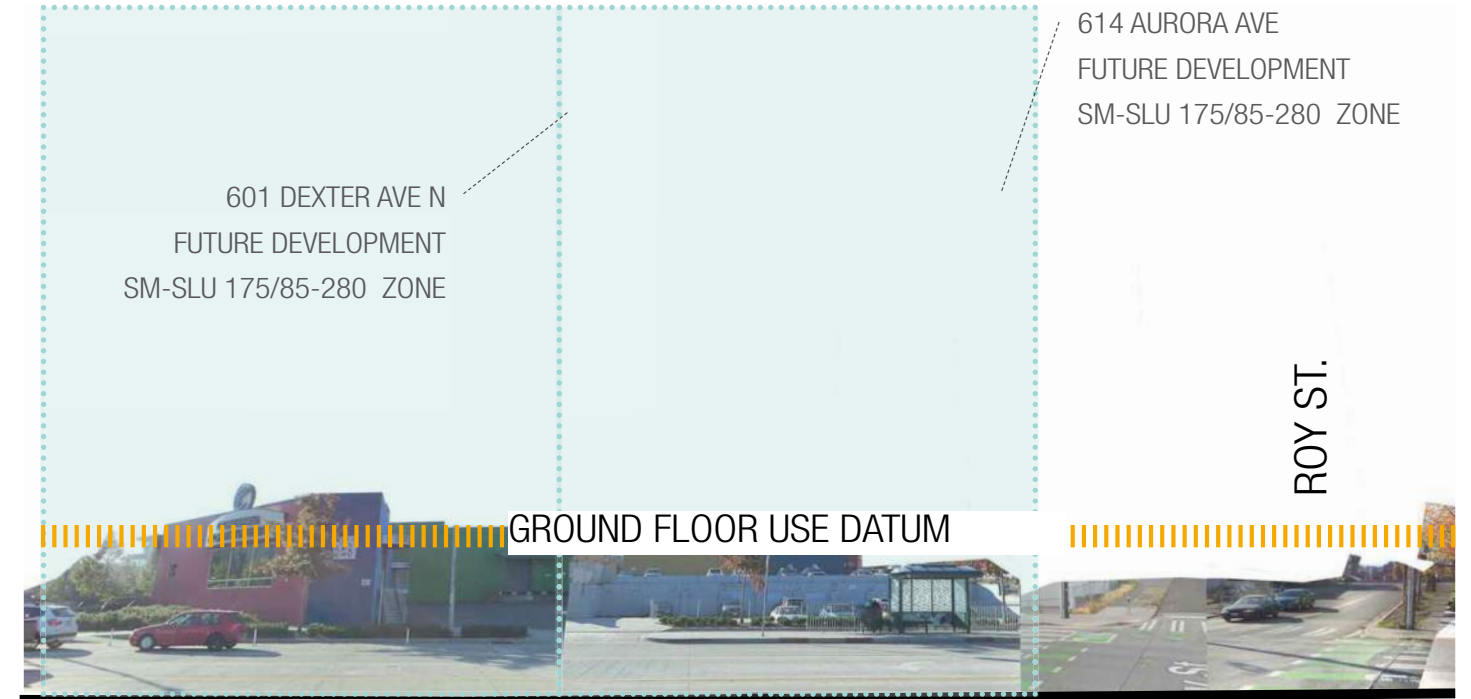 614 AURORA AVE
FUTURE DEVELOPMENT
SM-SLU 175/85-280 ZONE
601 DEXTER AVE N
FUTURE DEVELOPMENT
SM-SLU 175/85-280 ZONE
ROY ST.
GROUND FLOOR USE DATUM